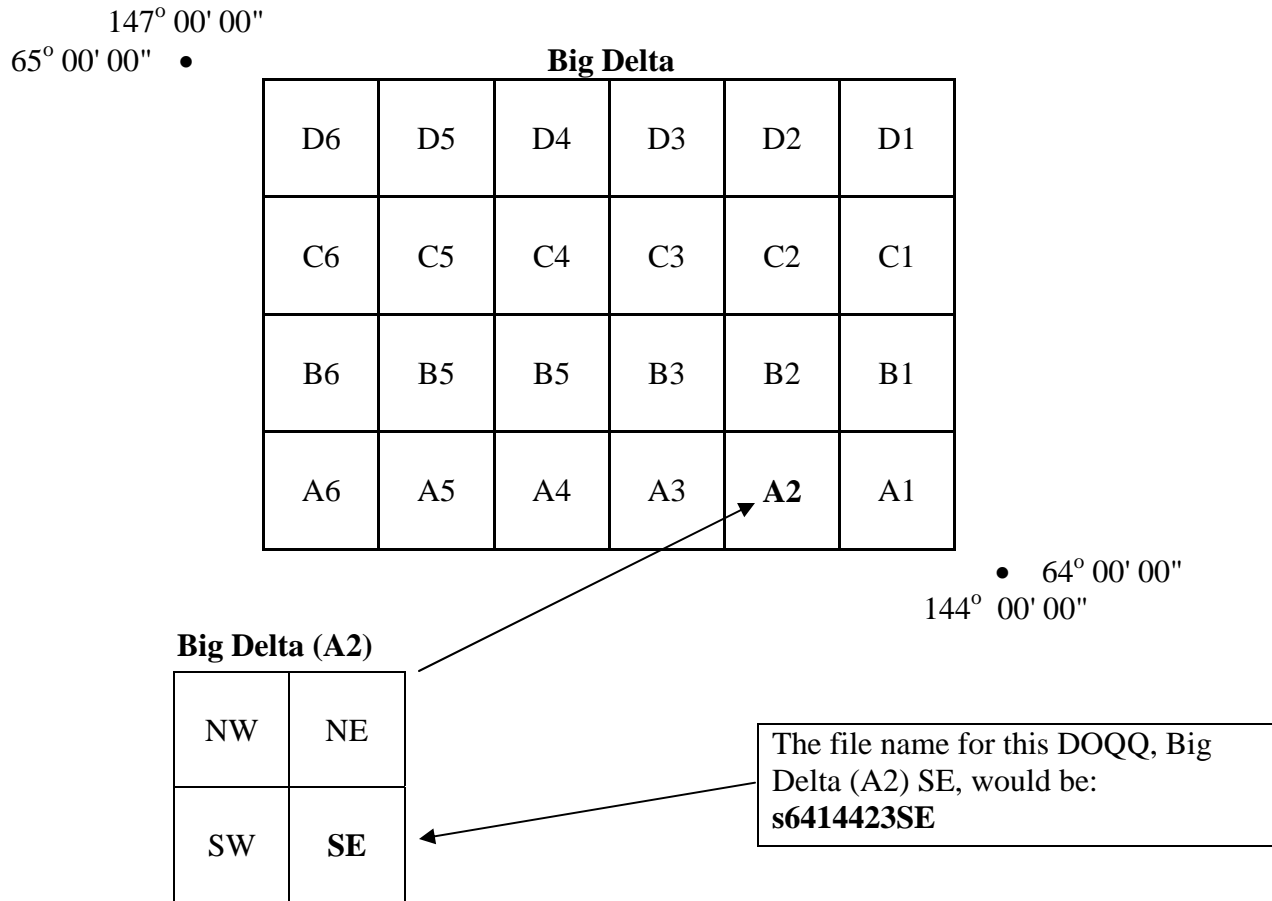 147° 00' 00"
65° 00' 00" •
Big Delta
D6 D5 D4 D3 D2 D1
C6 C5 C4 C3 C2 C1
B6 B5 B5 B3 B2 B1
A6 A5 A4 A3 A2 A1
• 64° 00' 00"
144° 00' 00"
Big Delta (A2)
NW NE
SW SE
The file name for this DOQQ, Big
Delta (A2) SE, would be:
s6414423SE